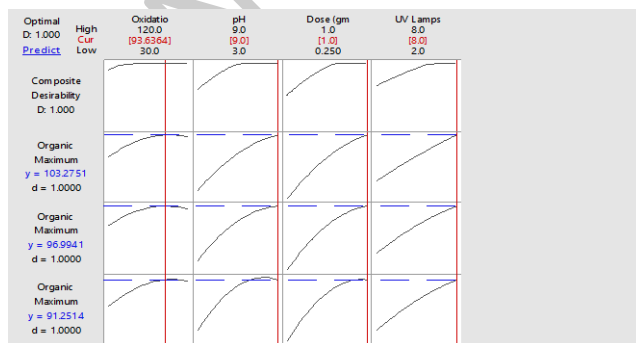 Optimal
D: 1.000
Predict
High
Cur
Low
Oxidatio
120.0
[93.6364]
30.0
pH
9.0
[9.0]
3.0
Dose (gm
1.0
[1.0]
0.250
UV Lamps
8.0
[8.0]
2.0
Composite
Desirability
D: 1.000
Organic
Maximum
y = 103.2751
d = 1.0000
Organic
Maximum
y = 96.9941
d = 1.0000
Organic
Maximum
y = 91.2514
d = 1.0000